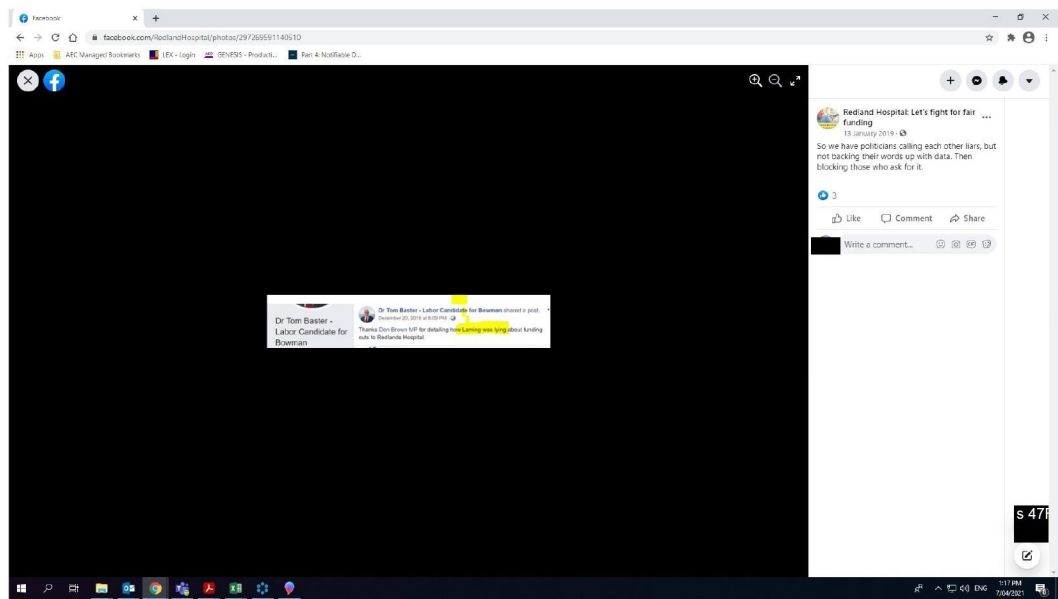 Facebook
facebook.com/RedlandHospital/photos/297269591140510
Apps
AEC Managed Bookmarks
LEX - Login
GENESIS - Producti...
Part 4: Notifiable D...
Redland Hospital: Let's fight for fair
funding
13 January 2019
So we have politicians calling each other liars, but
not backing their words up with data. Then
blocking those who ask for it.
3
Like
Comment
Share
Write a comment...
Dr Tom Baster -
Labor Candidate for
Bowman
Dr Tom Baster - Labor Candidate for Bowman shared a post.
December 20, 2018 at 8:03 PM
Thanks Don Brown MP for detailing how Laming was lying about funding
cuts to Redlands Hospital.
s 47F
ENG
1:17 PM
7/04/2021